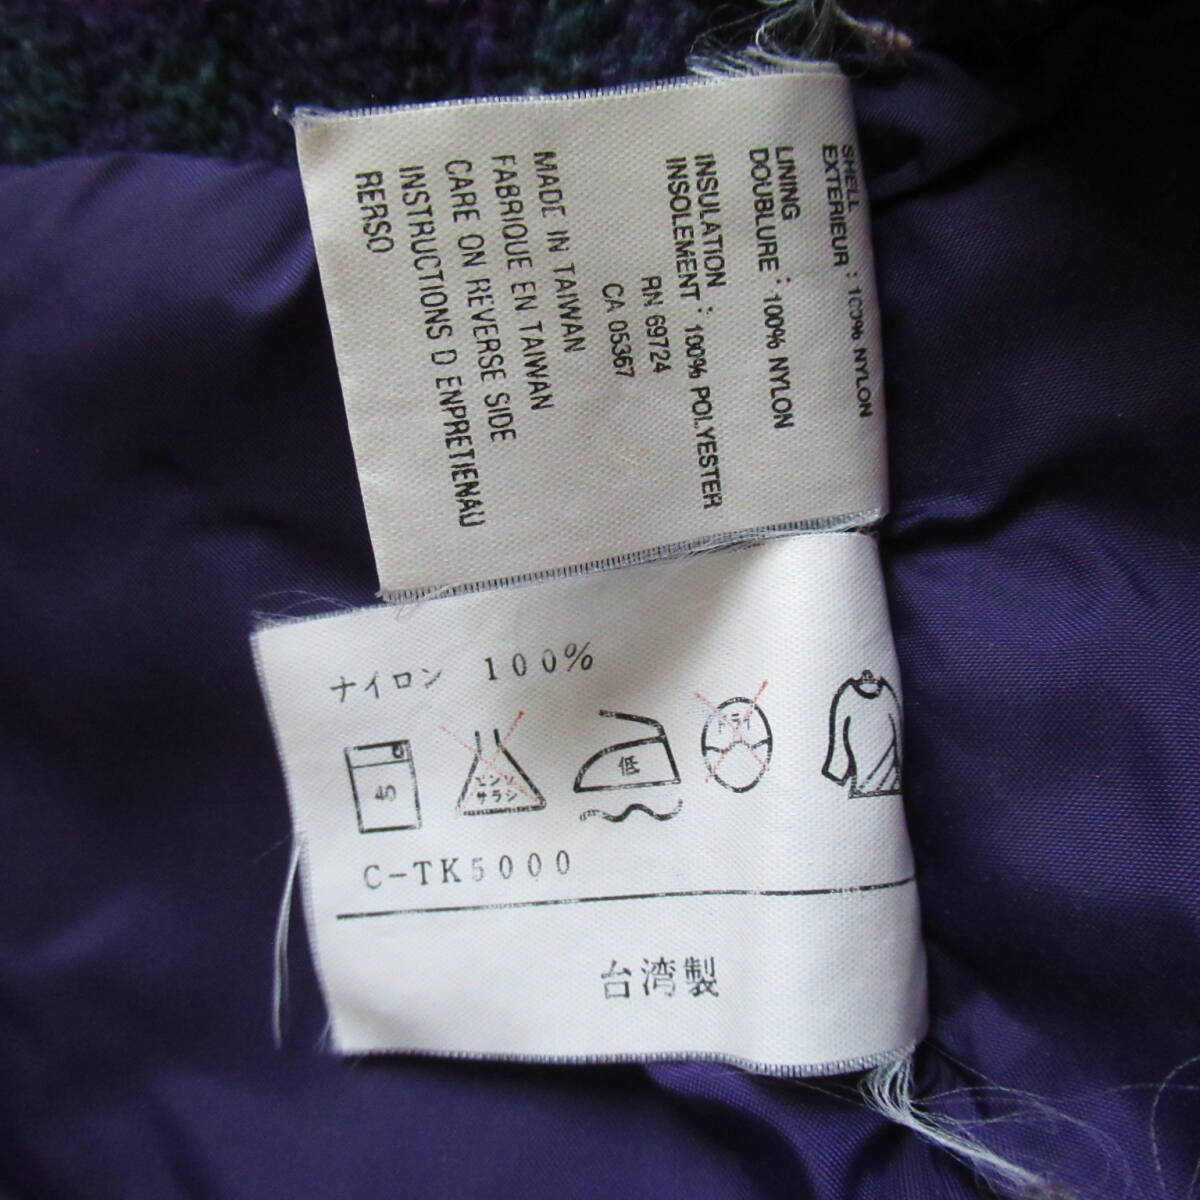 SHELL
EXTERIEUR : 100% NYLON
LINING
DOUBLURE : 100% NYLON
INSULATION
INSOLEMENT : 100% POLYESTER
RN 69724
CA 05367
MADE IN TAIWAN
FABRIQUE EN TAIWAN
CARE ON REVERSE SIDE
INSTRUCTIONS D ENPRETIENAU
RERSO
ナイロン 100%
45
エンソ
サラシ
低
ドライ
C-TK5000
台湾製